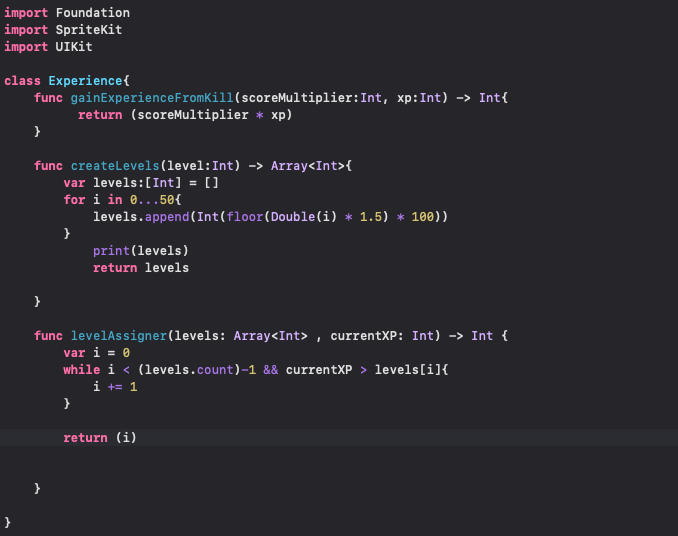 import Foundation
import SpriteKit
import UIKit
class Experience{
    func gainExperienceFromKill(scoreMultiplier:Int, xp:Int) -> Int{
          return (scoreMultiplier * xp)
    }
    func createLevels(level:Int) -> Array<Int>{
        var levels:[Int] = []
        for i in 0...50{
            levels.append(Int(floor(Double(i) * 1.5) * 100))
        }
            print(levels)
            return levels
    }
    func levelAssigner(levels: Array<Int> , currentXP: Int) -> Int {
        var i = 0
        while i < (levels.count)-1 && currentXP > levels[i]{
            i += 1
        }
        return (i)
    }
}